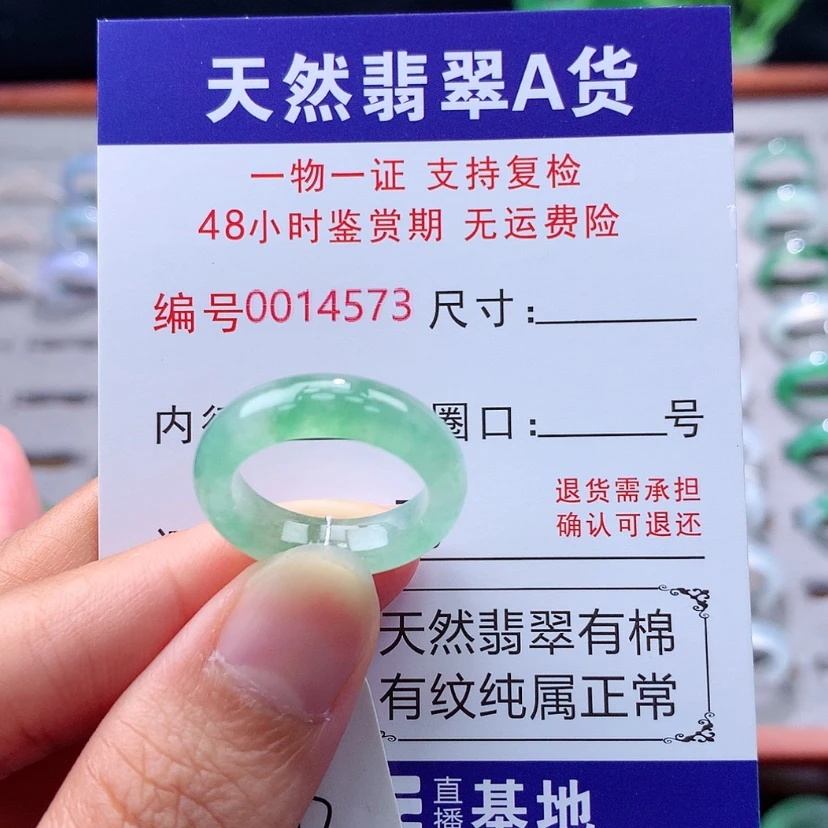 天然翡翠A货
一物一证 支持复检
48小时鉴赏期 无运费险
编号0014573 尺寸:
内 圈口: 号
退货需承担
确认可退还
天然翡翠有棉
有纹纯属正常
直播
基地